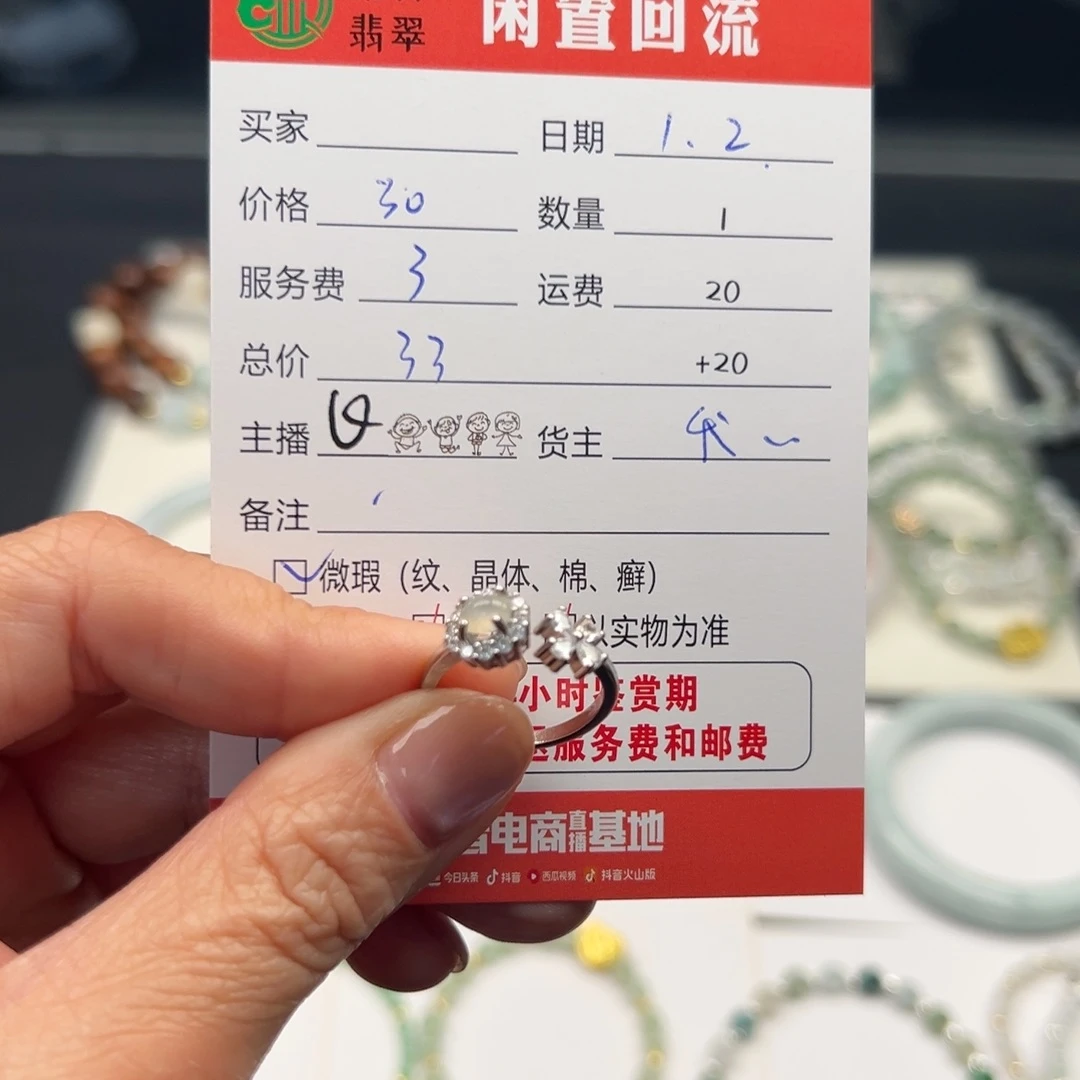 翡翠 闲置回流
买家 日期 1.2
价格 30 数量 1
服务费 3 运费 20
总价 33 +20
主播 货主
备注
微瑕（纹、晶体、棉、癣）
以实物为准
小时鉴赏期
服务费和邮费
电商直播基地
今日头条 抖音 西瓜视频 抖音火山版